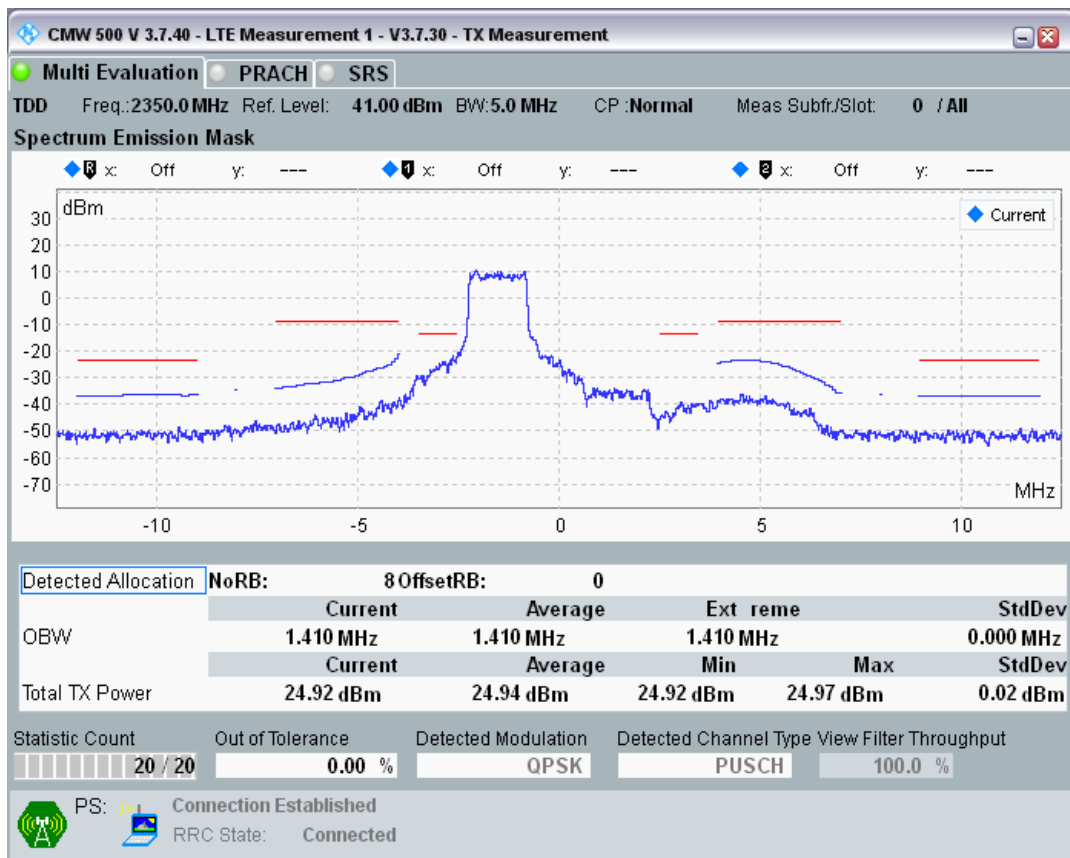 CMW 500 V 3.7.40 - LTE Measurement 1 - V3.7.30 - TX Measurement
Multi Evaluation PRACH SRS
TDD Freq.:2350.0 MHz Ref. Level: 41.00 dBm BW:5.0 MHz CP :Normal Meas Subfr./Slot: 0 / All
Spectrum Emission Mask
R x: Off y: --- 1 x: Off y: --- 2 x: Off y: ---
dBm
Current
30
20
10
0
-10
-20
-30
-40
-50
-60
-70
MHz
-10 -5 0 5 10
Detected Allocation NoRB: 8 OffsetRB: 0
Current Average Ext reme StdDev
OBW 1.410 MHz 1.410 MHz 1.410 MHz 0.000 MHz
Current Average Min Max StdDev
Total TX Power 24.92 dBm 24.94 dBm 24.92 dBm 24.97 dBm 0.02 dBm
Statistic Count Out of Tolerance Detected Modulation Detected Channel Type View Filter Throughput
20 / 20 0.00 % QPSK PUSCH 100.0 %
PS: Connection Established
RRC State: Connected